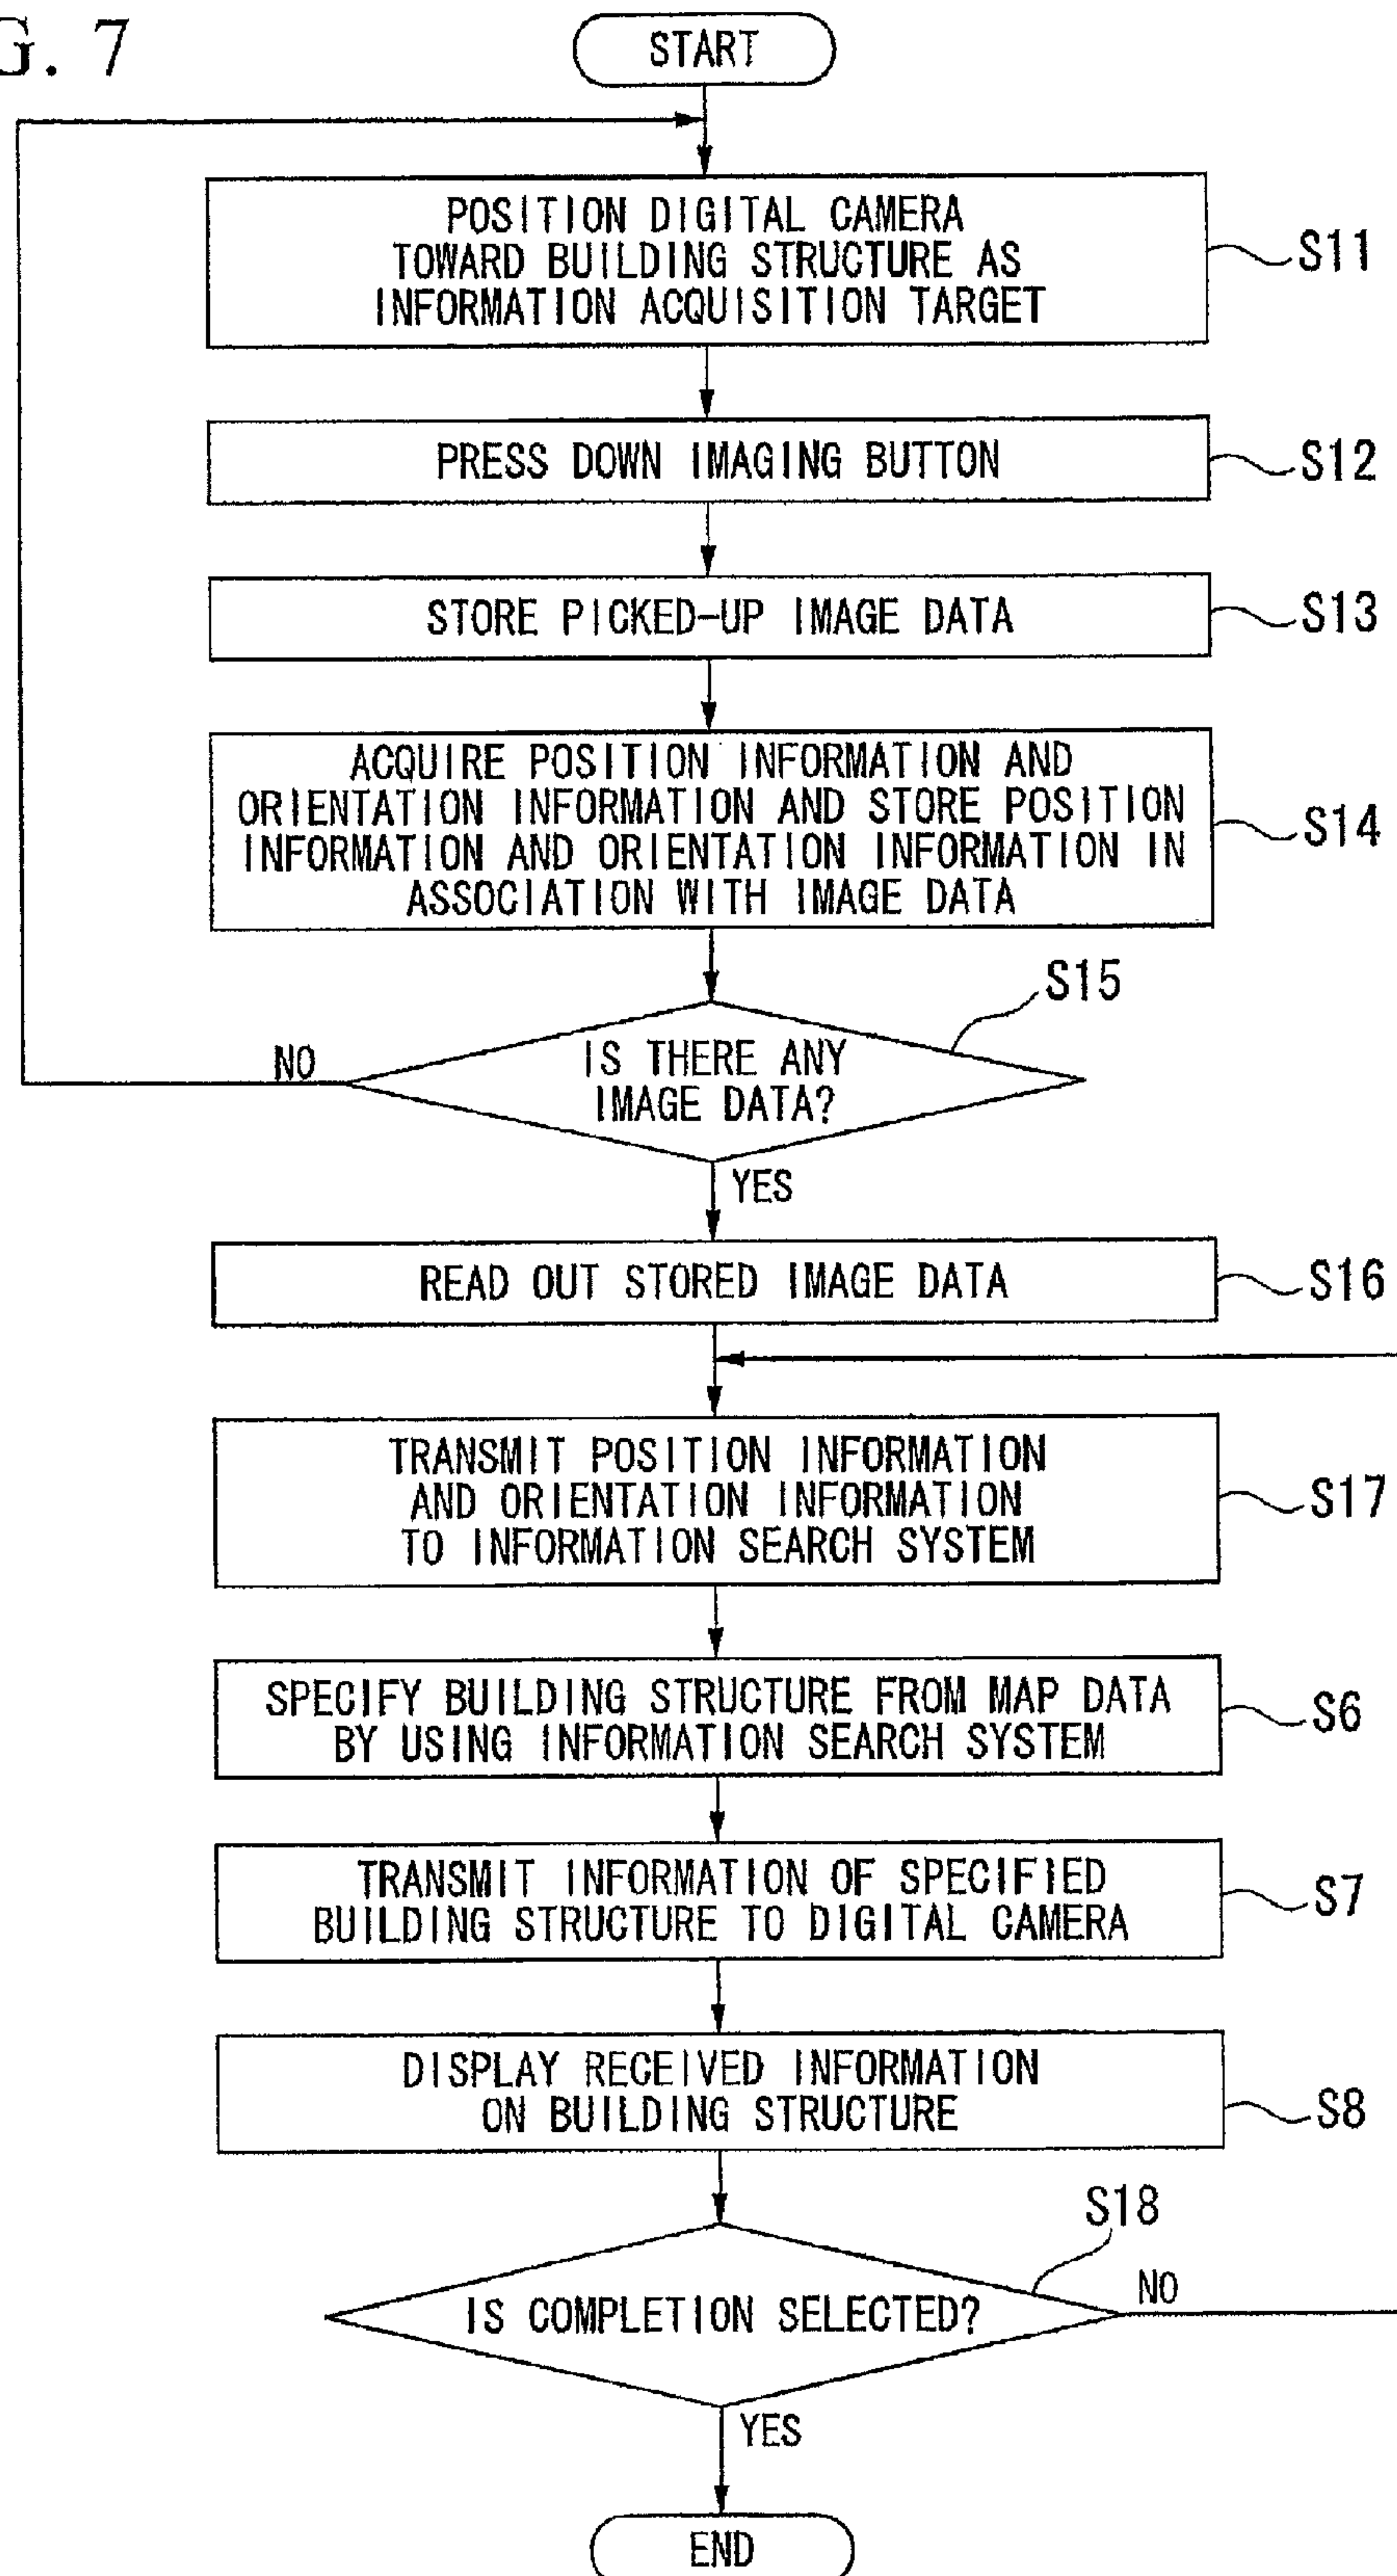 G. 7
START
POSITION DIGITAL CAMERA
TOWARD BUILDING STRUCTURE AS
INFORMATION ACQUISITION TARGET
S11
PRESS DOWN IMAGING BUTTON
S12
STORE PICKED-UP IMAGE DATA
S13
ACQUIRE POSITION INFORMATION AND
ORIENTATION INFORMATION AND STORE POSITION
INFORMATION AND ORIENTATION INFORMATION IN
ASSOCIATION WITH IMAGE DATA
S14
S15
NO
IS THERE ANY
IMAGE DATA?
YES
READ OUT STORED IMAGE DATA
S16
TRANSMIT POSITION INFORMATION
AND ORIENTATION INFORMATION
TO INFORMATION SEARCH SYSTEM
S17
SPECIFY BUILDING STRUCTURE FROM MAP DATA
BY USING INFORMATION SEARCH SYSTEM
S6
TRANSMIT INFORMATION OF SPECIFIED
BUILDING STRUCTURE TO DIGITAL CAMERA
S7
DISPLAY RECEIVED INFORMATION
ON BUILDING STRUCTURE
S8
S18
IS COMPLETION SELECTED?
NO
YES
END